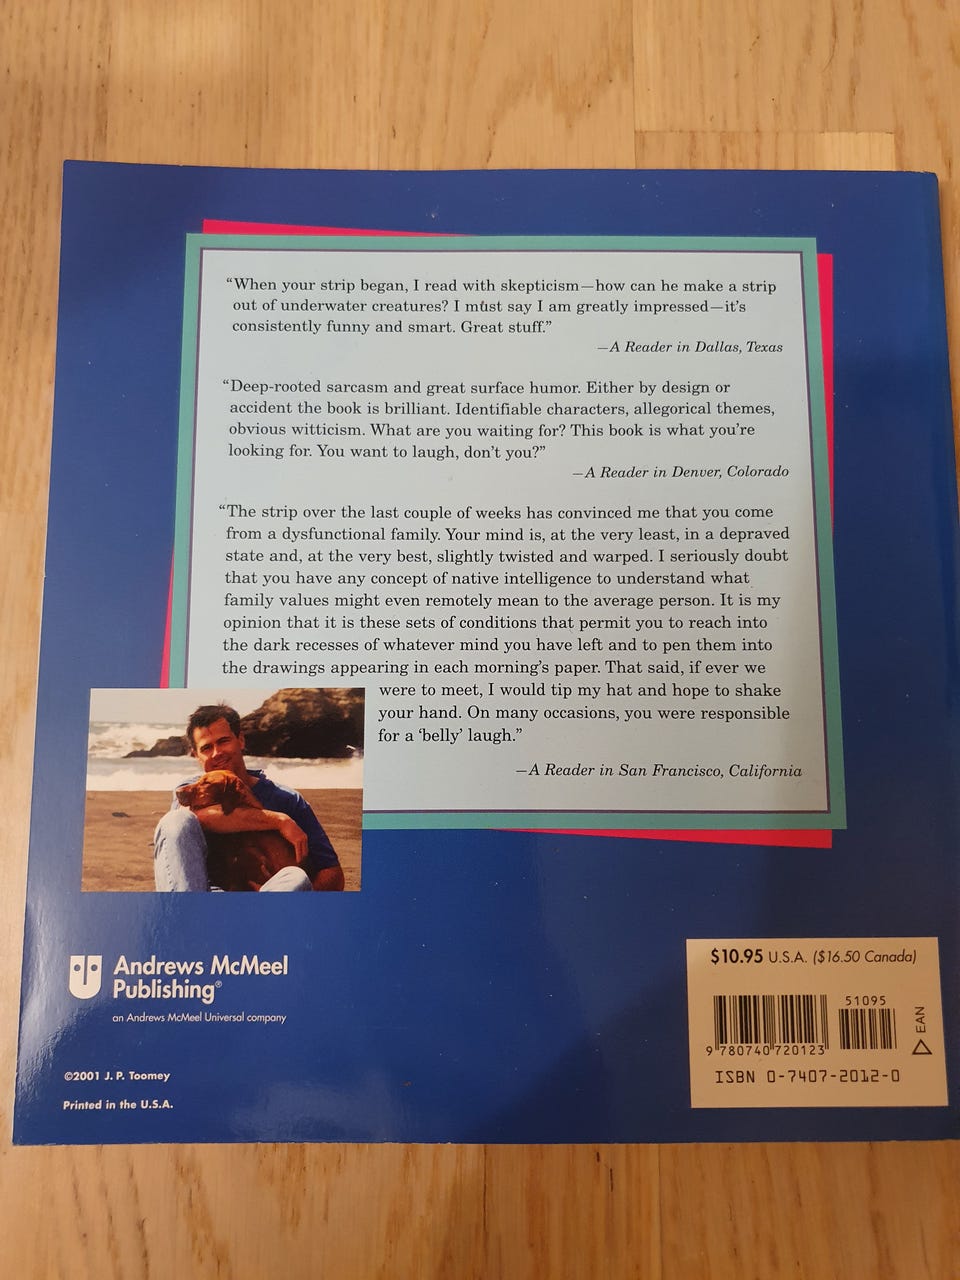 “When your strip began, I read with skepticism—how can he make a strip
out of underwater creatures? I must say I am greatly impressed—it’s
consistently funny and smart. Great stuff.”
—A Reader in Dallas, Texas
“Deep-rooted sarcasm and great surface humor. Either by design or
accident the book is brilliant. Identifiable characters, allegorical themes,
obvious witticism. What are you waiting for? This book is what you’re
looking for. You want to laugh, don’t you?”
—A Reader in Denver, Colorado
“The strip over the last couple of weeks has convinced me that you come
from a dysfunctional family. Your mind is, at the very least, in a depraved
state and, at the very best, slightly twisted and warped. I seriously doubt
that you have any concept of native intelligence to understand what
family values might even remotely mean to the average person. It is my
opinion that it is these sets of conditions that permit you to reach into
the dark recesses of whatever mind you have left and to pen them into
the drawings appearing in each morning’s paper. That said, if ever we
were to meet, I would tip my hat and hope to shake
your hand. On many occasions, you were responsible
for a ‘belly’ laugh.”
—A Reader in San Francisco, California
Andrews McMeel
Publishing®
an Andrews McMeel Universal company
©2001 J. P. Toomey
Printed in the U.S.A.
$10.95 U.S.A. ($16.50 Canada)
51095
EAN
9 780740 720123
ISBN 0-7407-2012-0